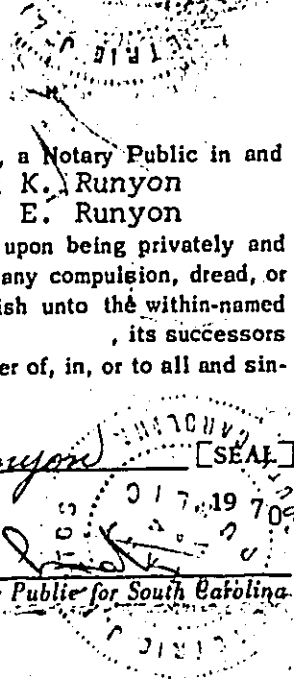 , a Notary Public in and
K. Runyon
E. Runyon
upon being privately and
any compulsion, dread, or
ish unto the within-named
, its successors
er of, in, or to all and sin-
unyon [SEAL]
19 70
Public for South Carolina